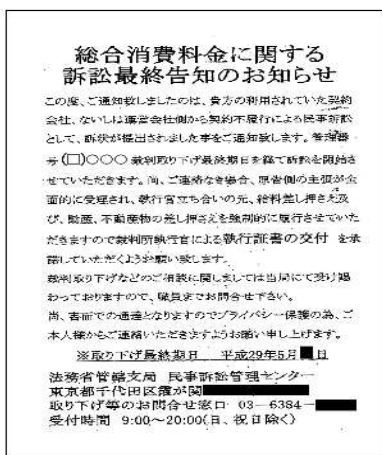 総合消費料金に関する
訴訟最終告知のお知らせ
この度、ご通知致しましたのは、貴方の利用されていた契約
会社、ないしは運営会社側から契約不履行による民事訴訟
として、訴状が提出されました事をご通知致します。管理番
号(□)○○○ 裁判取り下げ最終期日を経て訴訟を開始さ
せていただきます。尚、ご連絡なき場合、原告側の主張が全
面的に受理され、執行官立ち合いの元、給料差し押さえ及
び、動産、不動産物の差し押さえを強制的に履行させていた
だきますので裁判所執行官による執行証書の交付 を承
諾していただくようお願い致します。
裁判取り下げなどのご相談に関しましては当局にて受け賜
わっておりますので、職員までお問合せ下さい。
尚、書面での通達となりますのでプライバシー保護の為、ご
本人様からご連絡いただきますようお願い申し上げます。
※取り下げ最終期日 平成29年5月 日
法務省管轄支局 民事訴訟管理センター
東京都千代田区霞が関
取り下げ等のお問合せ窓口 03-6384-
受付時間 9:00~20:00(日、祝日除く)